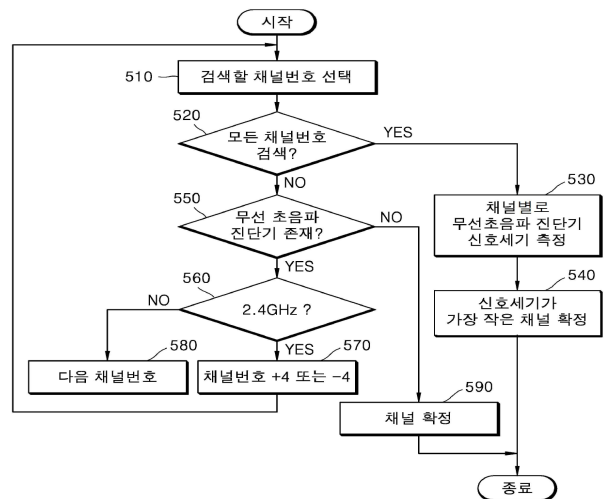 시작
510
검색할 채널번호 선택
520
모든 채널번호
검색?
YES
NO
530
채널별로
무선초음파 진단기
신호세기 측정
550
무선 초음파
진단기 존재?
NO
YES
540
신호세기가
가장 작은 채널 확정
560
2.4GHz ?
NO
YES
580
다음 채널번호
570
채널번호 +4 또는 -4
590
채널 확정
종료